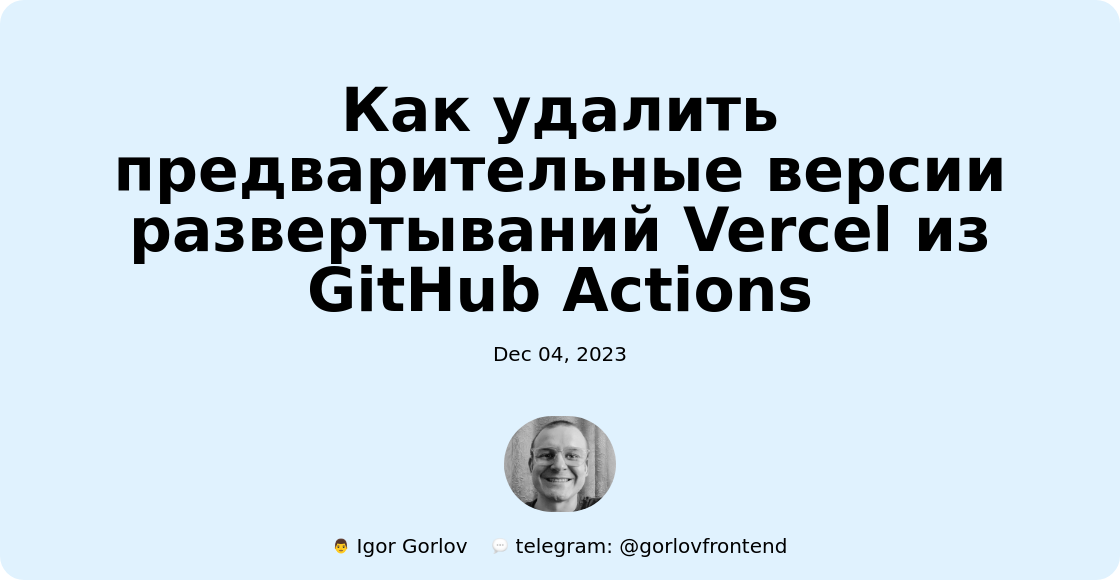 Как удалить
предварительные версии
развертываний Vercel из
GitHub Actions
Dec 04, 2023
Igor Gorlov telegram: @gorlovfrontend